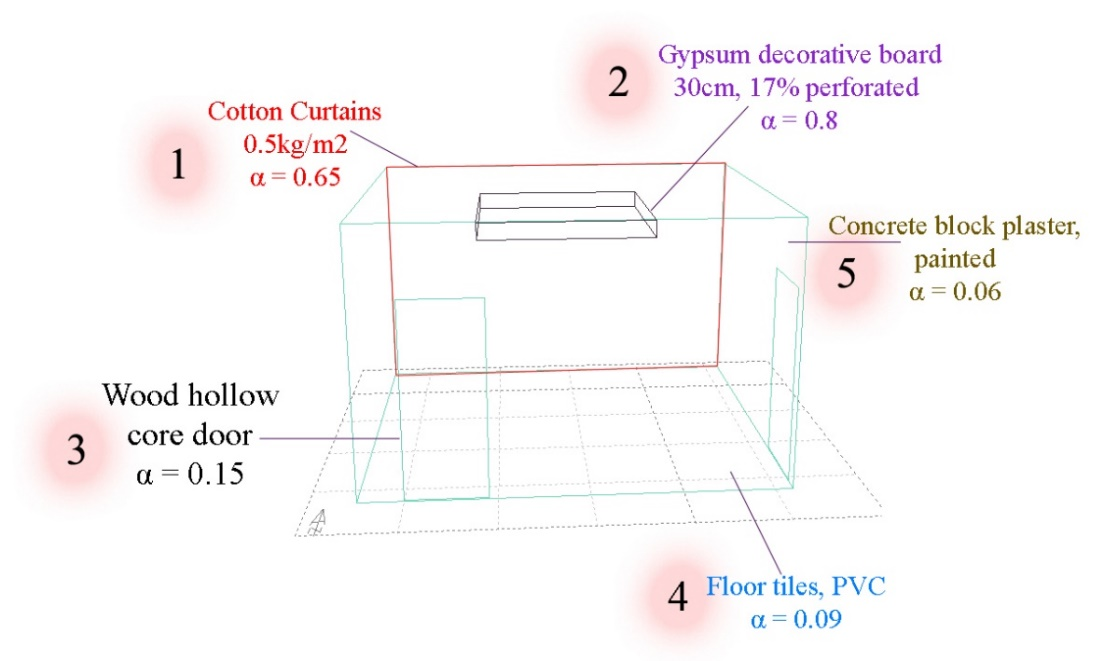 2
Gypsum decorative board
30cm, 17% perforated
α = 0.8
1
Cotton Curtains
0.5kg/m2
α = 0.65
5
Concrete block plaster,
painted
α = 0.06
3
Wood hollow
core door
α = 0.15
4
Floor tiles, PVC
α = 0.09